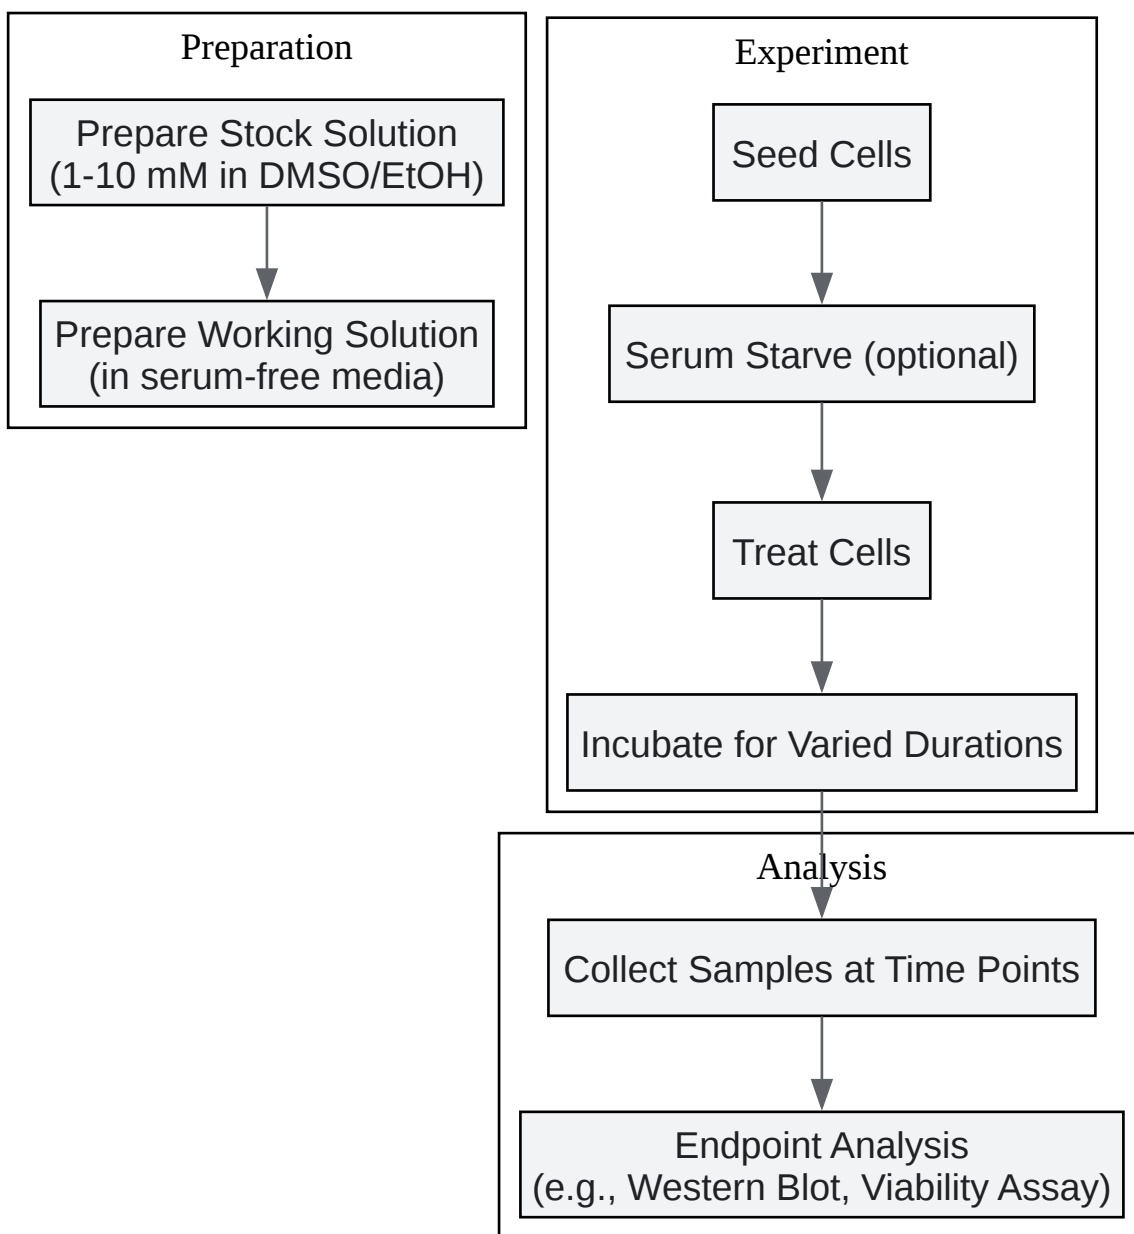 Preparation
Prepare Stock Solution
(1-10 mM in DMSO/EtOH)
Prepare Working Solution
(in serum-free media)
Experiment
Seed Cells
Serum Starve (optional)
Treat Cells
Incubate for Varied Durations
Analysis
Collect Samples at Time Points
Endpoint Analysis
(e.g., Western Blot, Viability Assay)